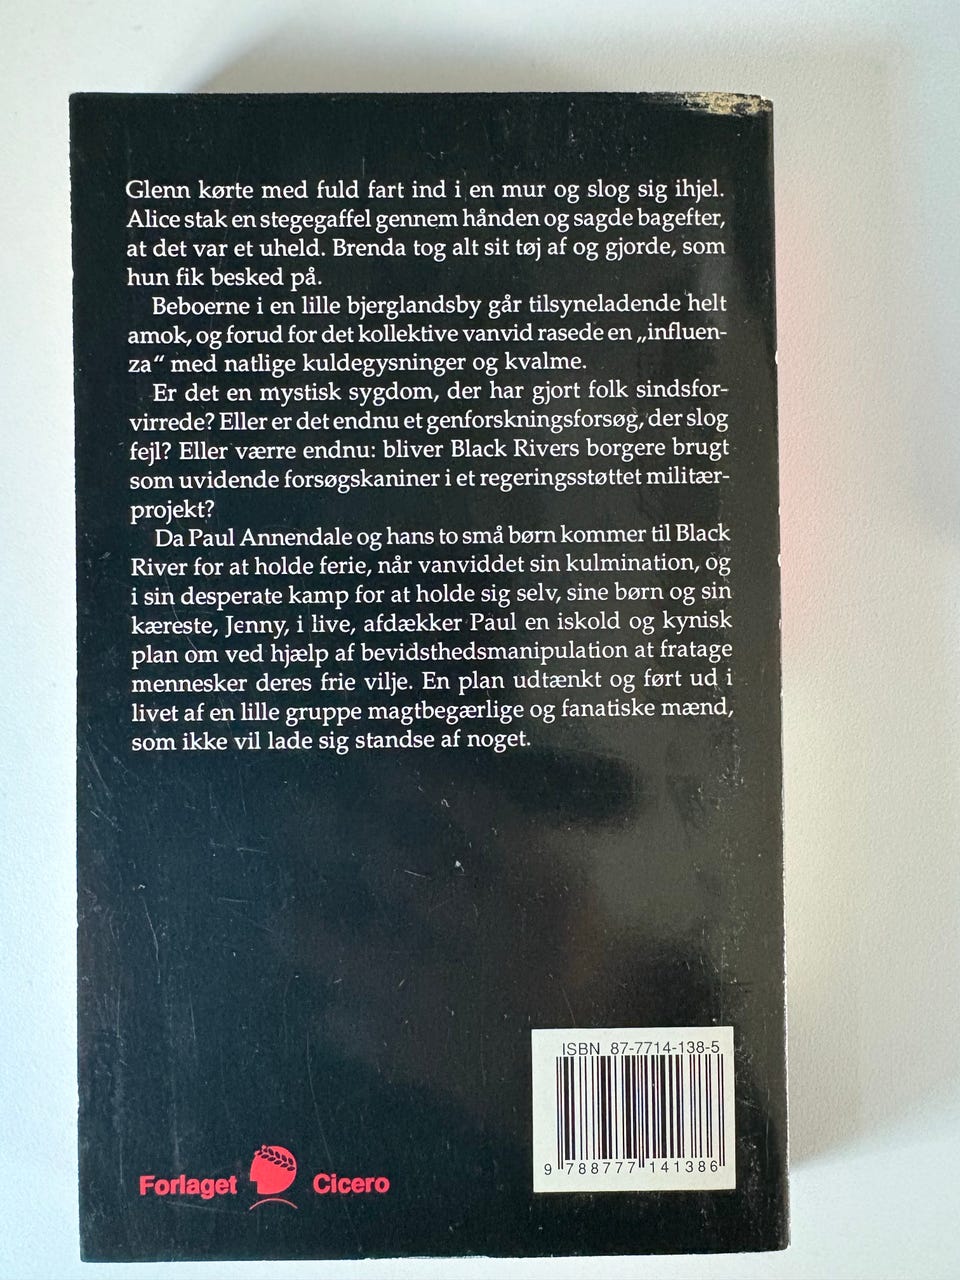 Glenn kørte med fuld fart ind i en mur og slog sig ihjel.
Alice stak en stegegaffel gennem hånden og sagde bagefter,
at det var et uheld. Brenda tog alt sit tøj af og gjorde, som
hun fik besked på.
Beboerne i en lille bjerglandsby går tilsyneladende helt
amok, og forud for det kollektive vanvid rasede en „influen-
za“ med natlige kuldegysninger og kvalme.
Er det en mystisk sygdom, der har gjort folk sindsfor-
virrede? Eller er det endnu et genforskningsforsøg, der slog
fejl? Eller værre endnu: bliver Black Rivers borgere brugt
som uvidende forsøgskaniner i et regeringsstøttet militær-
projekt?
Da Paul Annendale og hans to små børn kommer til Black
River for at holde ferie, når vanviddet sin kulmination, og
i sin desperate kamp for at holde sig selv, sine børn og sin
kæreste, Jenny, i live, afdækker Paul en iskold og kynisk
plan om ved hjælp af bevidsthedsmanipulation at fratage
mennesker deres frie vilje. En plan udtænkt og ført ud i
livet af en lille gruppe magtbegærlige og fanatiske mænd,
som ikke vil lade sig standse af noget.
ISBN 87-7714-138-5
9 788777 141386
Forlaget Cicero